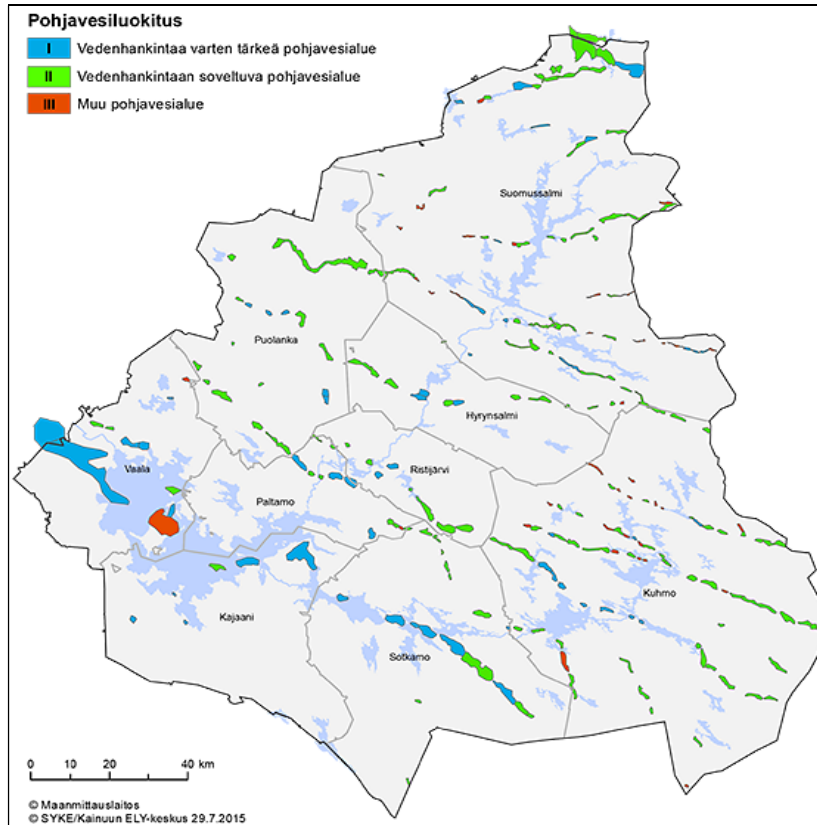 Pohjavesiluokitus
I Vedenhankintaa varten tärkeä pohjavesialue
II Vedenhankintaan soveltuva pohjavesialue
III Muu pohjavesialue
Suomussalmi
Puolanka
Hyrynsalmi
Vaala
Ristijärvi
Paltamo
Kuhmo
Kajaani
Sotkamo
0 10 20 40 km
© Maanmittauslaitos
© SYKE/Kainuun ELY-keskus 29.7.2015